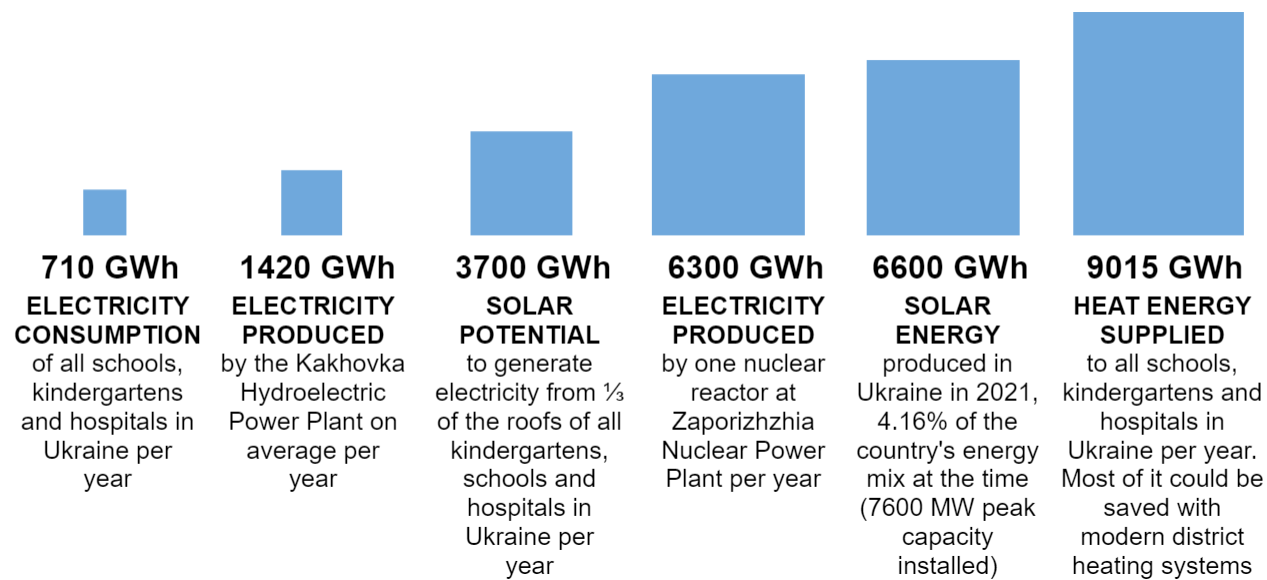 710 GWh
ELECTRICITY
CONSUMPTION
of all schools,
kindergartens
and hospitals in
Ukraine per
year
1420 GWh
ELECTRICITY
PRODUCED
by the Kakhovka
Hydroelectric
Power Plant on
average per
year
3700 GWh
SOLAR
POTENTIAL
to generate
electricity from ⅓
of the roofs of all
kindergartens,
schools and
hospitals in
Ukraine per
year
6300 GWh
ELECTRICITY
PRODUCED
by one nuclear
reactor at
Zaporizhzhia
Nuclear Power
Plant per year
6600 GWh
SOLAR
ENERGY
produced in
Ukraine in 2021,
4.16% of the
country's energy
mix at the time
(7600 MW peak
capacity
installed)
9015 GWh
HEAT ENERGY
SUPPLIED
to all schools,
kindergartens and
hospitals in
Ukraine per year.
Most of it could be
saved with
modern district
heating systems